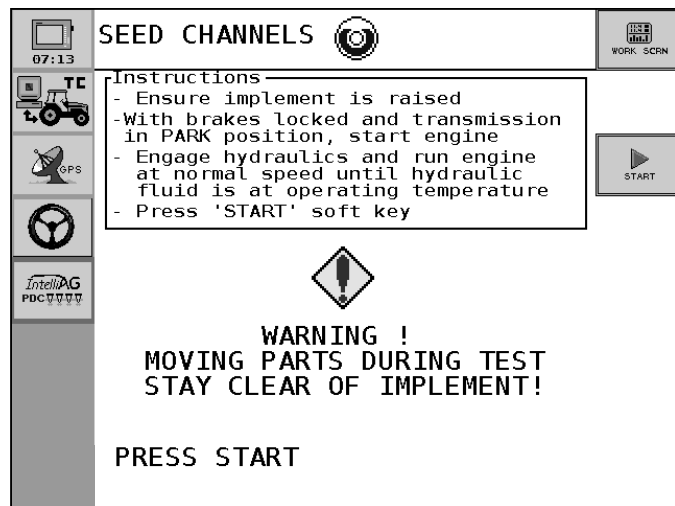 SEED CHANNELS
WORK SCRN
07:13
TC
GPS
IntelliAG
PDC
Instructions
- Ensure implement is raised
-With brakes locked and transmission
in PARK position, start engine
- Engage hydraulics and run engine
at normal speed until hydraulic
fluid is at operating temperature
- Press 'START' soft key
START
WARNING !
MOVING PARTS DURING TEST
STAY CLEAR OF IMPLEMENT!
PRESS START